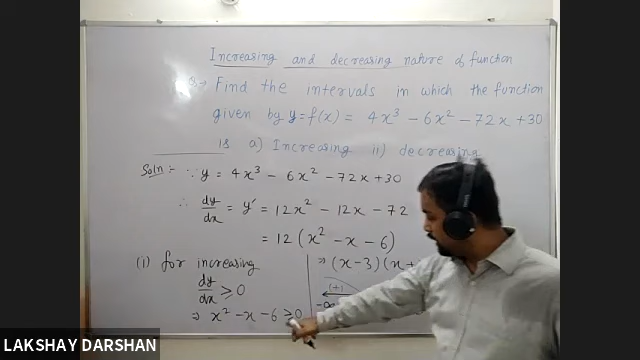 Increasing and decreasing nature of function
Q:→ Find the intervals in which the function
given by y=f(x) = 4x³ - 6x² - 72x + 30
is a) Increasing ii) decreasing
Soln:- ∵ y = 4x³ - 6x² - 72x + 30
∴ dy/dx = y' = 12x² - 12x - 72
= 12 (x² - x - 6)
(1) for increasing
dy/dx ≥ 0
⇒ x² - x - 6 ≥ 0
⇒ (x-3)(x+
(+)
-∞
LAKSHAY DARSHAN